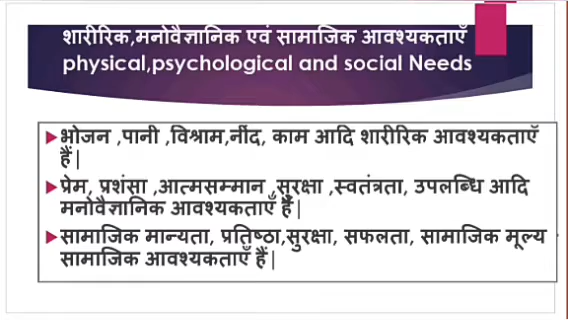 शारीरिक,मनोवैज्ञानिक एवं सामाजिक आवश्यकताएँ
physical,psychological and social Needs
भोजन ,पानी ,विश्राम,नींद, काम आदि शारीरिक आवश्यकताएँ
हैं|
प्रेम, प्रशंसा ,आत्मसम्मान ,सुरक्षा ,स्वतंत्रता, उपलब्धि आदि
मनोवैज्ञानिक आवश्यकताएँ हैं|
सामाजिक मान्यता, प्रतिष्ठा,सुरक्षा, सफलता, सामाजिक मूल्य
सामाजिक आवश्यकताएँ हैं|